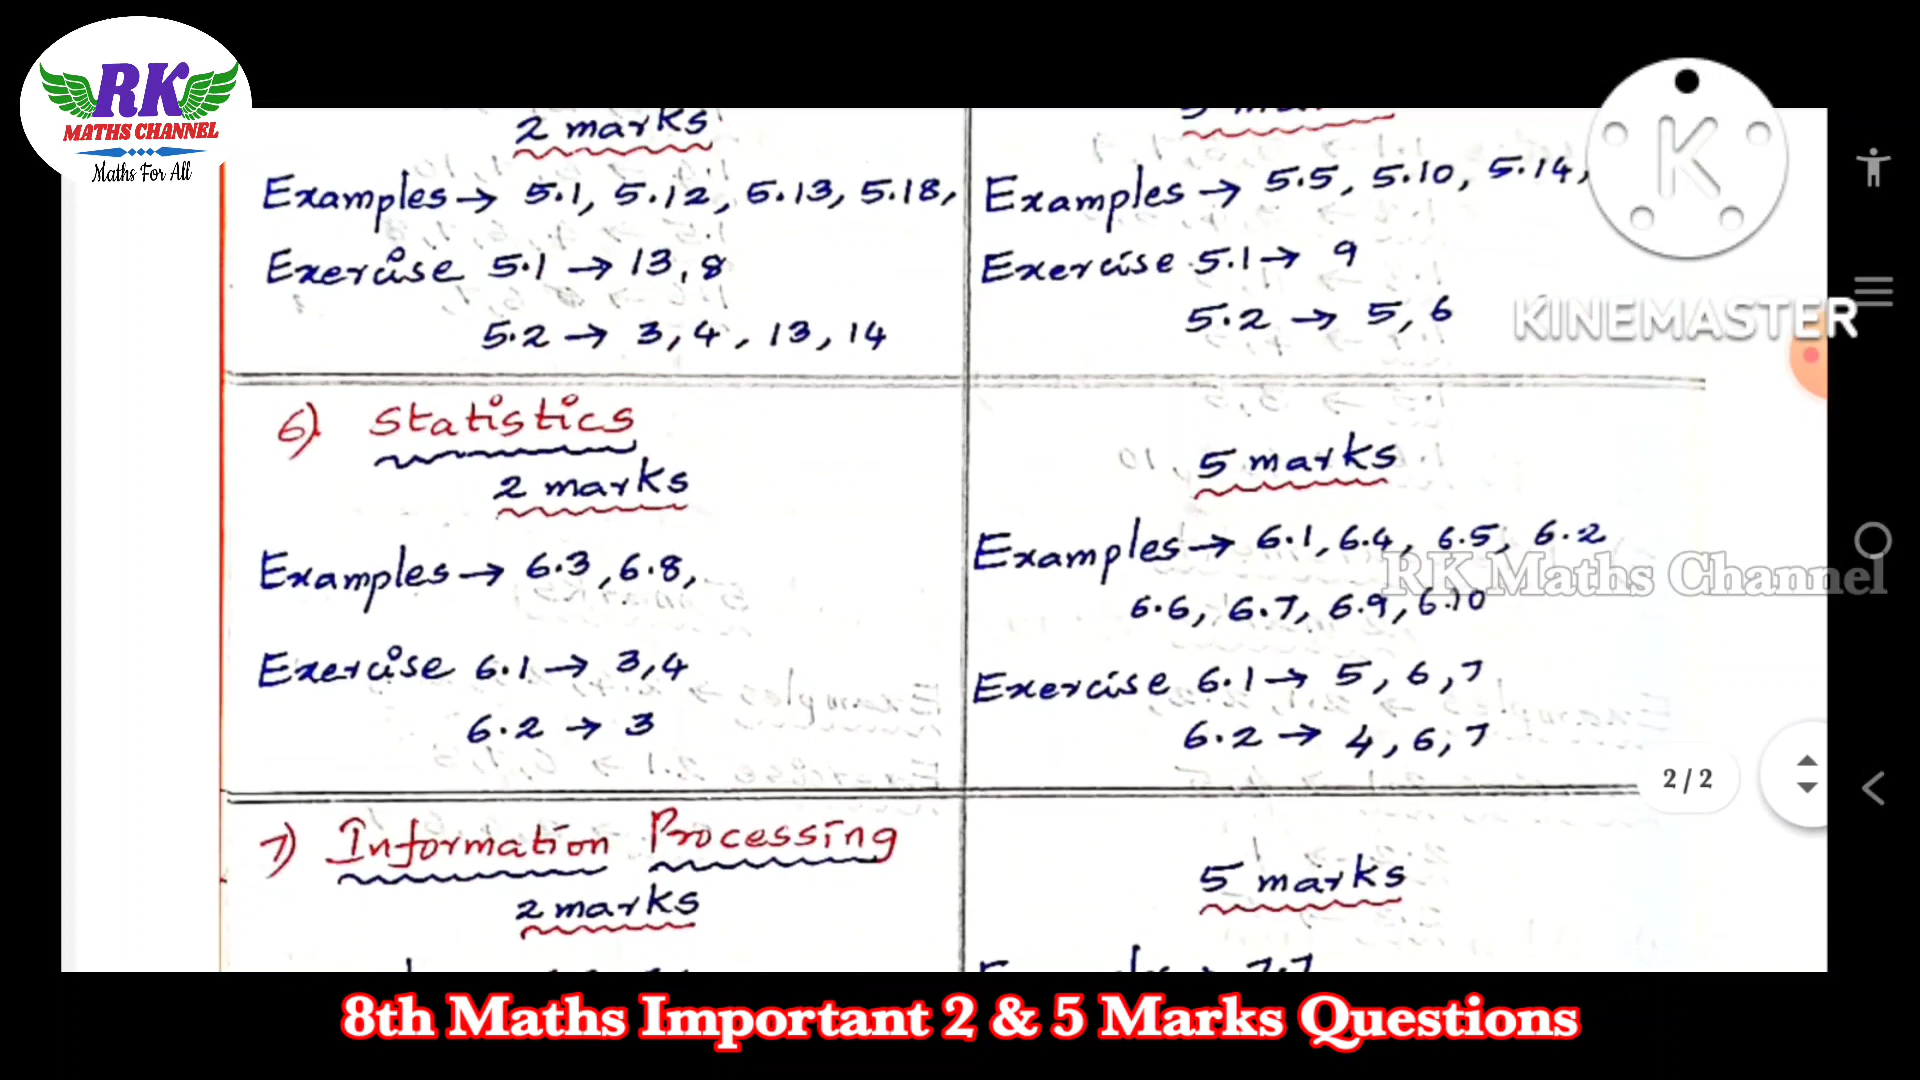 RK
MATHS CHANNEL
Maths For All
2 marks
Examples → 5.1, 5.12, 5.13, 5.18,
Exercise 5.1 → 13, 8
5.2 → 3, 4, 13, 14
5 marks
Examples → 5.5, 5.10, 5.14,
Exercise 5.1 → 9
5.2 → 5, 6
K
KINEMASTER
6) Statistics
2 marks
Examples → 6.3, 6.8,
Exercise 6.1 → 3, 4
6.2 → 3
5 marks
Examples → 6.1, 6.4, 6.5, 6.2
6.6, 6.7, 6.9, 6.10
Exercise 6.1 → 5, 6, 7
6.2 → 4, 6, 7
RK Maths Channel
2 / 2
7) Information Processing
2 marks
5 marks
8th Maths Important 2 & 5 Marks Questions